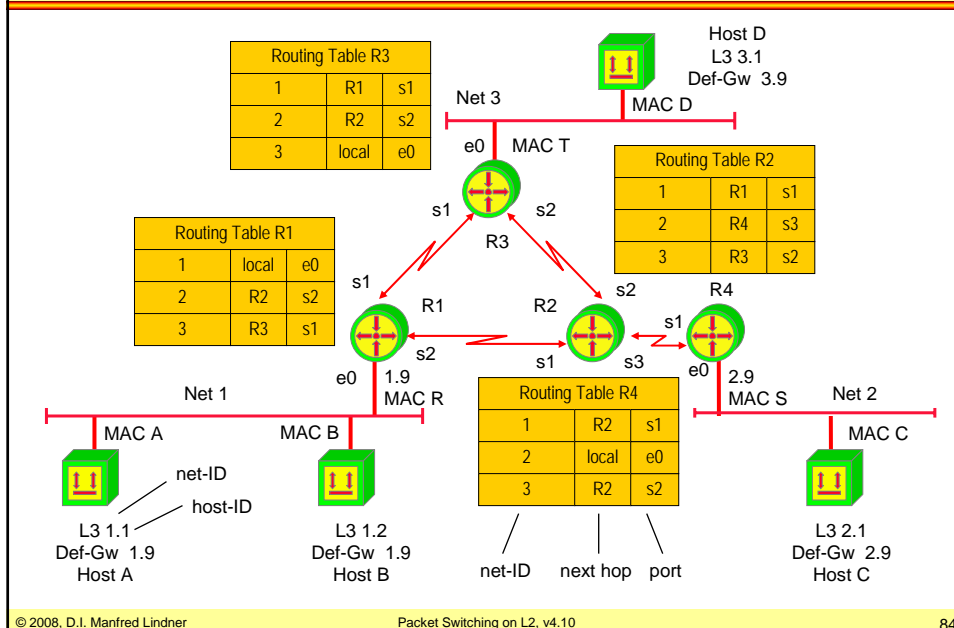 Host D
L3 3.1
Def-Gw 3.9
MAC D
Net 3
Routing Table R3
1 R1 s1
2 R2 s2
3 local e0
e0 MAC T
s1 s2
R3
Routing Table R2
1 R1 s1
2 R4 s3
3 R3 s2
Routing Table R1
1 local e0
2 R2 s2
3 R3 s1
s1
R1
s2
R2
s2
s1
s3
R4
s1
e0
e0 1.9
MAC R
Net 1
2.9
MAC S
Net 2
MAC A
MAC B
MAC C
Routing Table R4
1 R2 s1
2 local e0
3 R2 s2
net-ID
host-ID
L3 1.1
Def-Gw 1.9
Host A
L3 1.2
Def-Gw 1.9
Host B
net-ID next hop port
L3 2.1
Def-Gw 2.9
Host C
© 2008, D.I. Manfred Lindner Packet Switching on L2, v4.10 84